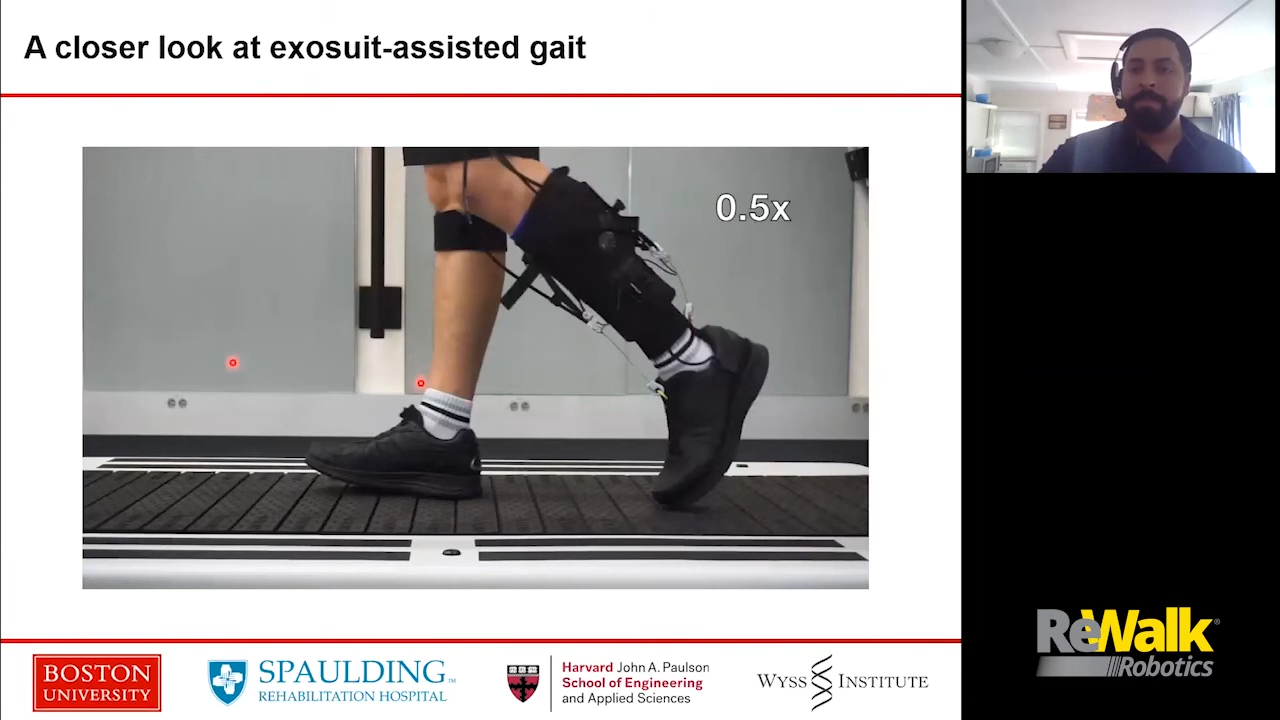 A closer look at exosuit-assisted gait
0.5x
BOSTON
UNIVERSITY
SPAULDING™
REHABILITATION HOSPITAL
Harvard John A. Paulson
School of Engineering
and Applied Sciences
WYSS INSTITUTE
ReWalk®
Robotics